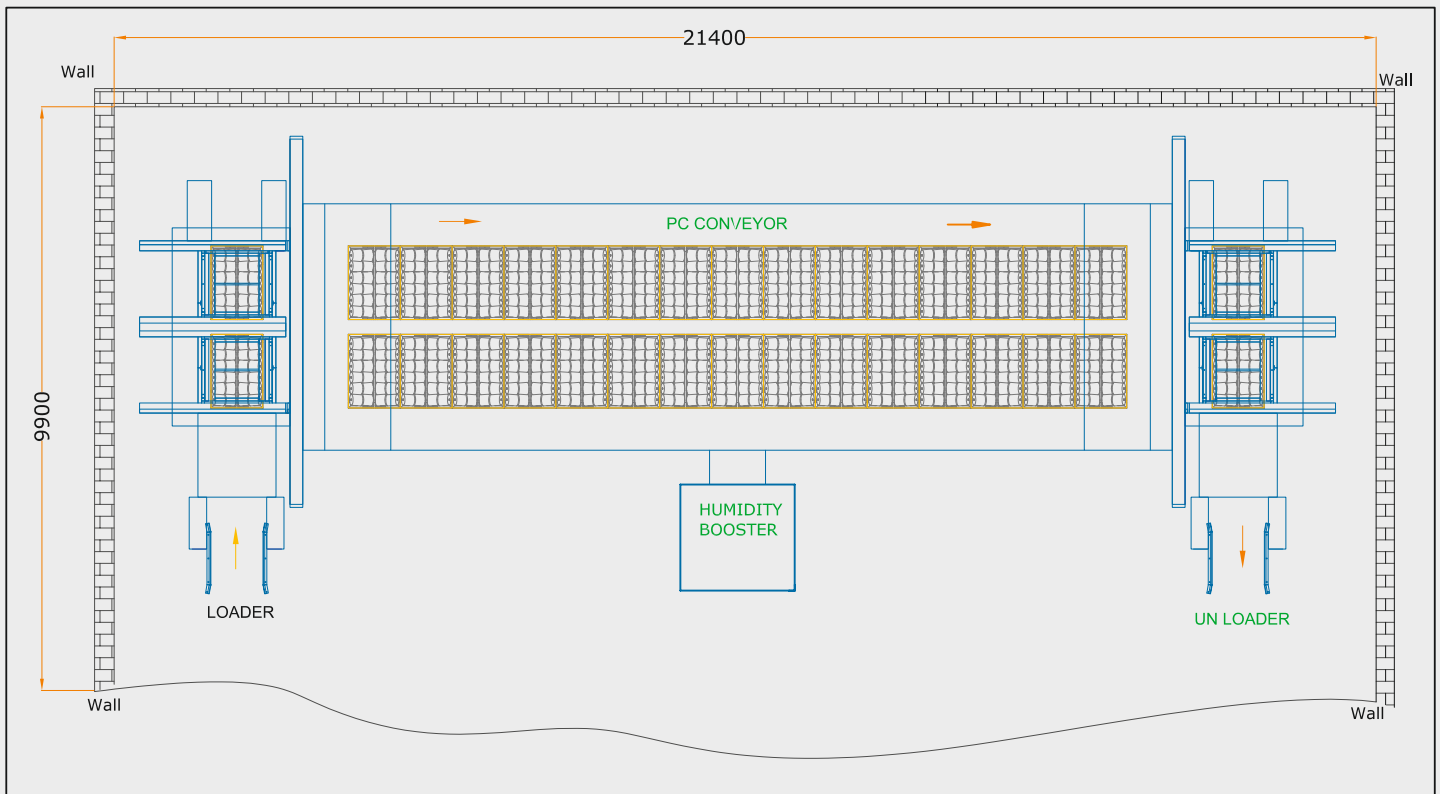 21400
Wall
Wall
PC CONVEYOR
9900
HUMIDITY
BOOSTER
LOADER
UN LOADER
Wall
Wall